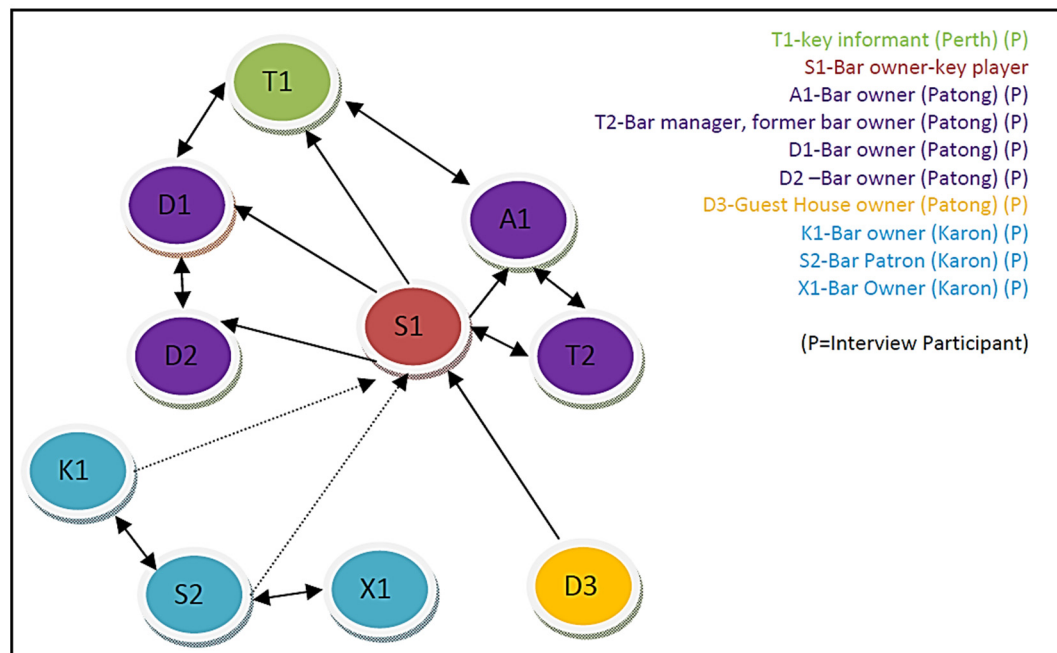 T1-key informant (Perth) (P)
S1-Bar owner-key player
A1-Bar owner (Patong) (P)
T2-Bar manager, former bar owner (Patong) (P)
D1-Bar owner (Patong) (P)
D2 –Bar owner (Patong) (P)
D3-Guest House owner (Patong) (P)
K1-Bar owner (Karon) (P)
S2-Bar Patron (Karon) (P)
X1-Bar Owner (Karon) (P)
(P=Interview Participant)
T1
D1
A1
S1
D2
T2
K1
S2
X1
D3